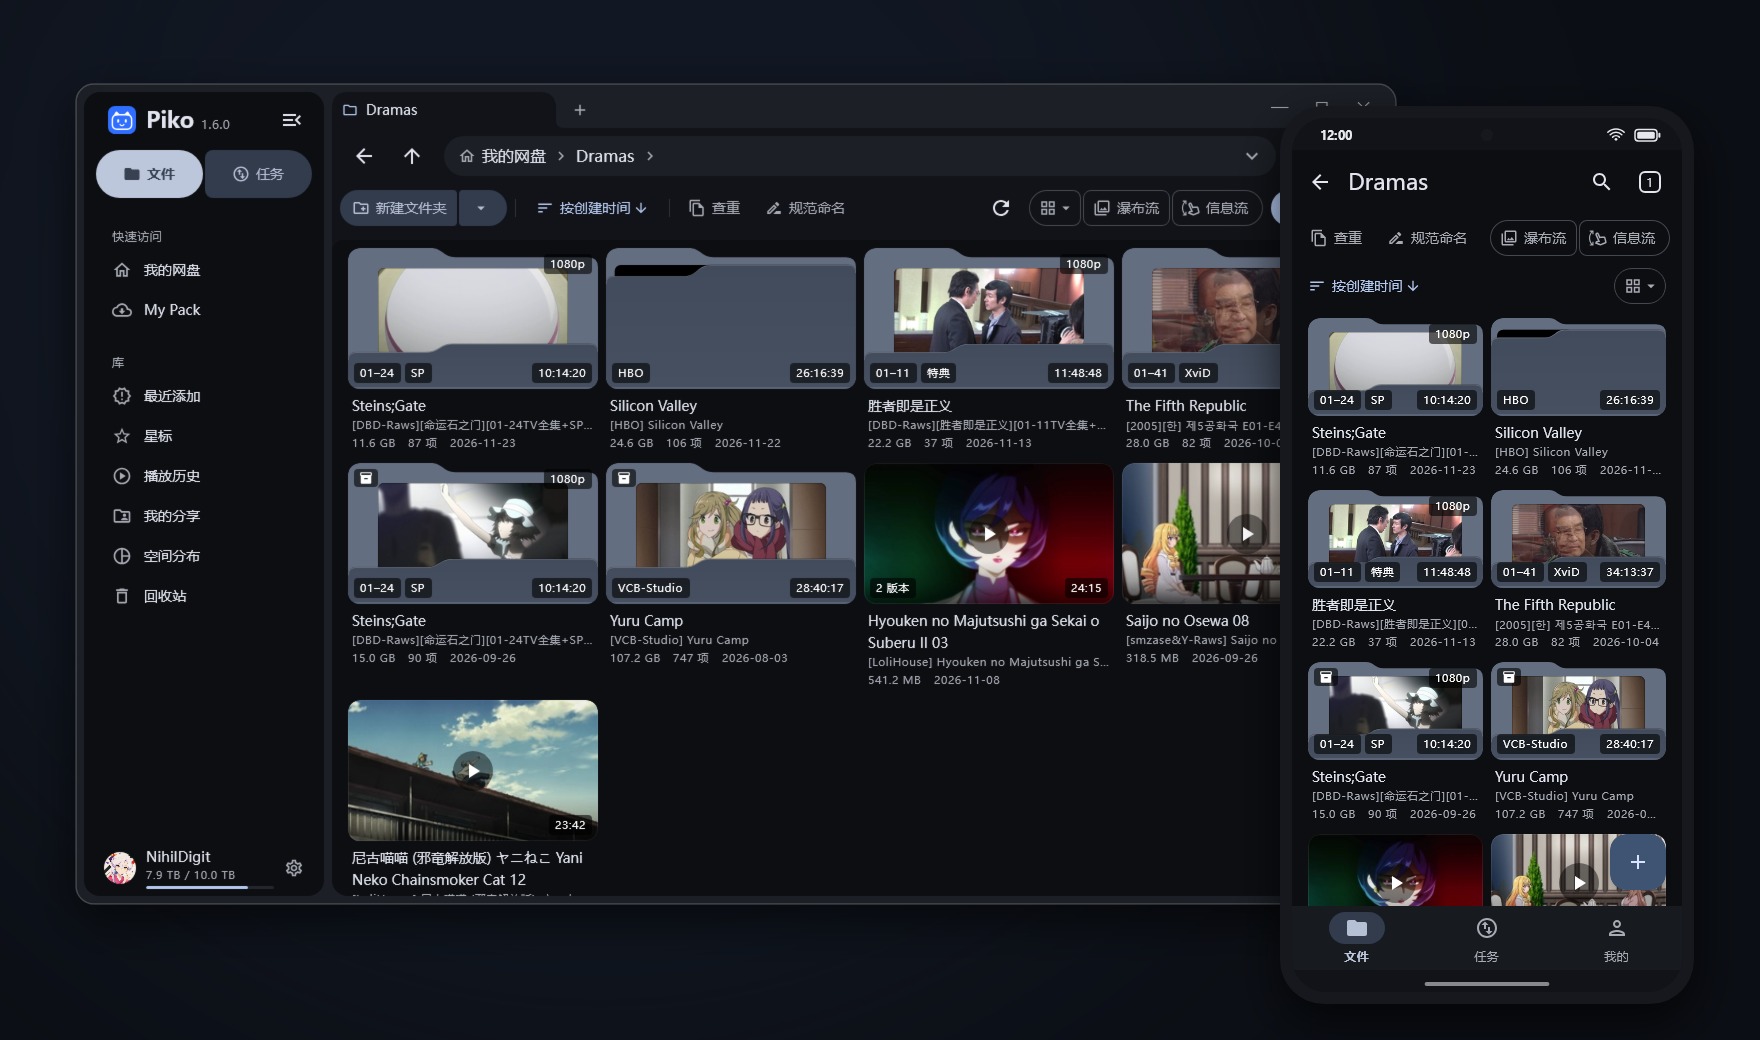 Piko 1.6.0
文件
任务
快速访问
我的网盘
My Pack
库
最近添加
星标
播放历史
我的分享
空间分布
回收站
NihilDigit
7.9 TB / 10.0 TB
Dramas
我的网盘
Dramas
新建文件夹
按创建时间
查重
规范命名
瀑布流
信息流
1080p
01–24 SP 10:14:20
Steins;Gate
[DBD-Raws][命运石之门][01-24TV全集+SP...
11.6 GB 87 项 2026-11-23
HBO 26:16:39
Silicon Valley
[HBO] Silicon Valley
24.6 GB 106 项 2026-11-22
1080p
01–11 特典 11:48:48
胜者即是正义
[DBD-Raws][胜者即是正义][01-11TV全集+...
22.2 GB 37 项 2026-11-13
01–41 XviD
The Fifth Republic
[2005][한] 제5공화국 E01-E4
28.0 GB 82 项 2026-10-0
1080p
01–24 SP 10:14:20
Steins;Gate
[DBD-Raws][命运石之门][01-24TV全集+SP...
15.0 GB 90 项 2026-09-26
VCB-Studio 28:40:17
Yuru Camp
[VCB-Studio] Yuru Camp
107.2 GB 747 项 2026-08-03
2 版本 24:15
Hyouken no Majutsushi ga Sekai o
Suberu II 03
[LoliHouse] Hyouken no Majutsushi ga S...
541.2 MB 2026-11-08
Saijo no Osewa 08
[smzase&Y-Raws] Saijo no
318.5 MB 2026-09-26
23:42
尼古喵喵 (邪竜解放版) ヤニねこ Yani
Neko Chainsmoker Cat 12
12:00
Dramas
1
查重
规范命名
瀑布流
信息流
按创建时间
1080p
01–24 SP 10:14:20
Steins;Gate
[DBD-Raws][命运石之门][01-...
11.6 GB 87 项 2026-11-23
HBO 26:16:39
Silicon Valley
[HBO] Silicon Valley
24.6 GB 106 项 2026-11-...
1080p
01–11 特典 11:48:48
胜者即是正义
[DBD-Raws][胜者即是正义][0...
22.2 GB 37 项 2026-11-13
01–41 XviD 34:13:37
The Fifth Republic
[2005][한] 제5공화국 E01-E4...
28.0 GB 82 项 2026-10-04
1080p
01–24 SP 10:14:20
Steins;Gate
[DBD-Raws][命运石之门][01-...
15.0 GB 90 项 2026-09-26
VCB-Studio 28:40:17
Yuru Camp
[VCB-Studio] Yuru Camp
107.2 GB 747 项 2026-0...
文件
任务
我的